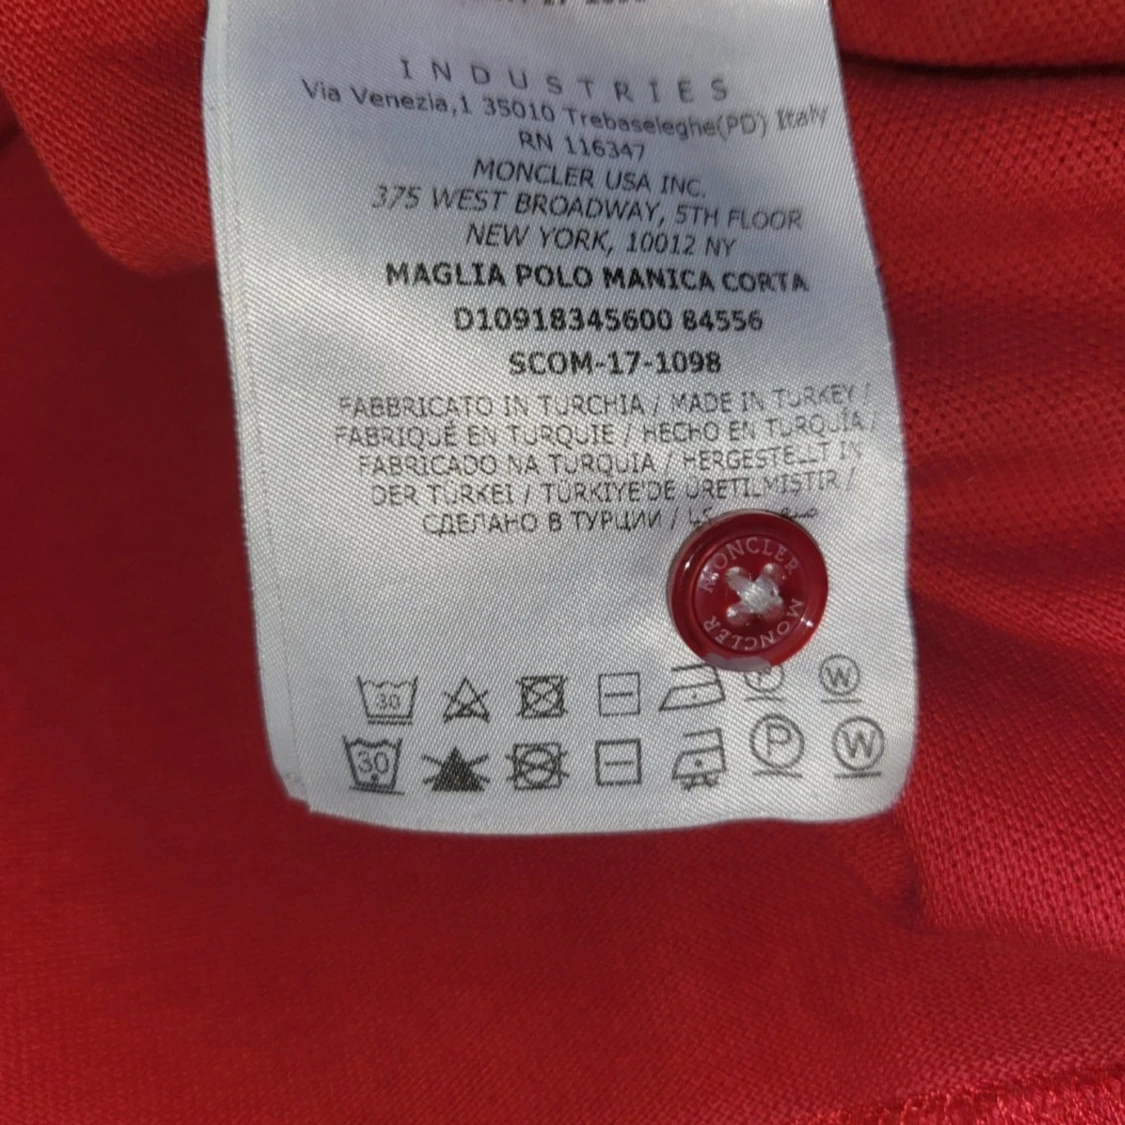 INDUSTRIES
Via Venezia,1 35010 Trebaseleghe(PD) Italy
RN 116347
MONCLER USA INC.
375 WEST BROADWAY, 5TH FLOOR
NEW YORK, 10012 NY
MAGLIA POLO MANICA CORTA
D10918345600 84556
SCOM-17-1098
FABBRICATO IN TURCHIA / MADE IN TURKEY /
FABRIQUÉ EN TURQUIE / HECHO EN TURQUÍA /
FABRICADO NA TURQUIA / HERGESTELLT IN
DER TÜRKEI / TÜRKIYE'DE ÜRETILMIŞTIR /
СДЕЛАНО В ТУРЦИИ /
MONCLER
MONCLER
30 W
30 P W